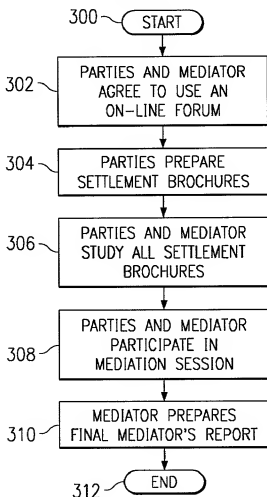 300 START
302 PARTIES AND MEDIATOR
AGREE TO USE AN
ON-LINE FORUM
304 PARTIES PREPARE
SETTLEMENT BROCHURES
306 PARTIES AND MEDIATOR
STUDY ALL SETTLEMENT
BROCHURES
308 PARTIES AND MEDIATOR
PARTICIPATE IN
MEDIATION SESSION
310 MEDIATOR PREPARES
FINAL MEDIATOR'S REPORT
312 END